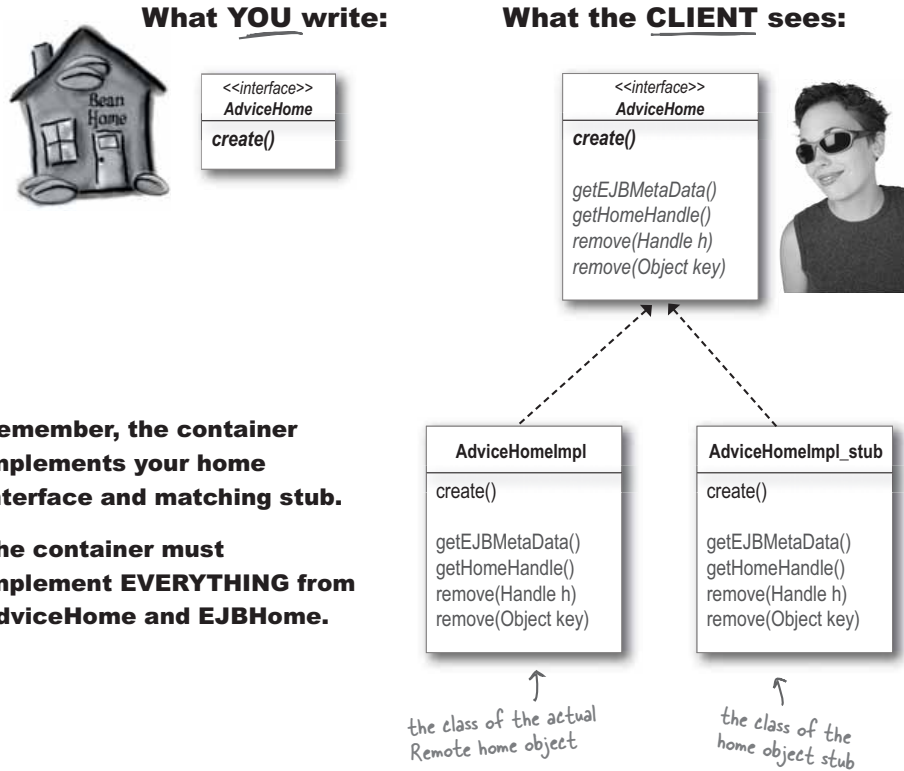 What YOU write:
What the CLIENT sees:
Bean
Home
<<interface>>
AdviceHome
create()
<<interface>>
AdviceHome
create()
getEJBMetaData()
getHomeHandle()
remove(Handle h)
remove(Object key)
emember, the container
mplements your home
nterface and matching stub.
he container must
mplement EVERYTHING from
dviceHome and EJBHome.
AdviceHomeImpl
create()
getEJBMetaData()
getHomeHandle()
remove(Handle h)
remove(Object key)
the class of the actual
Remote home object
AdviceHomeImpl_stub
create()
getEJBMetaData()
getHomeHandle()
remove(Handle h)
remove(Object key)
the class of the
home object stub